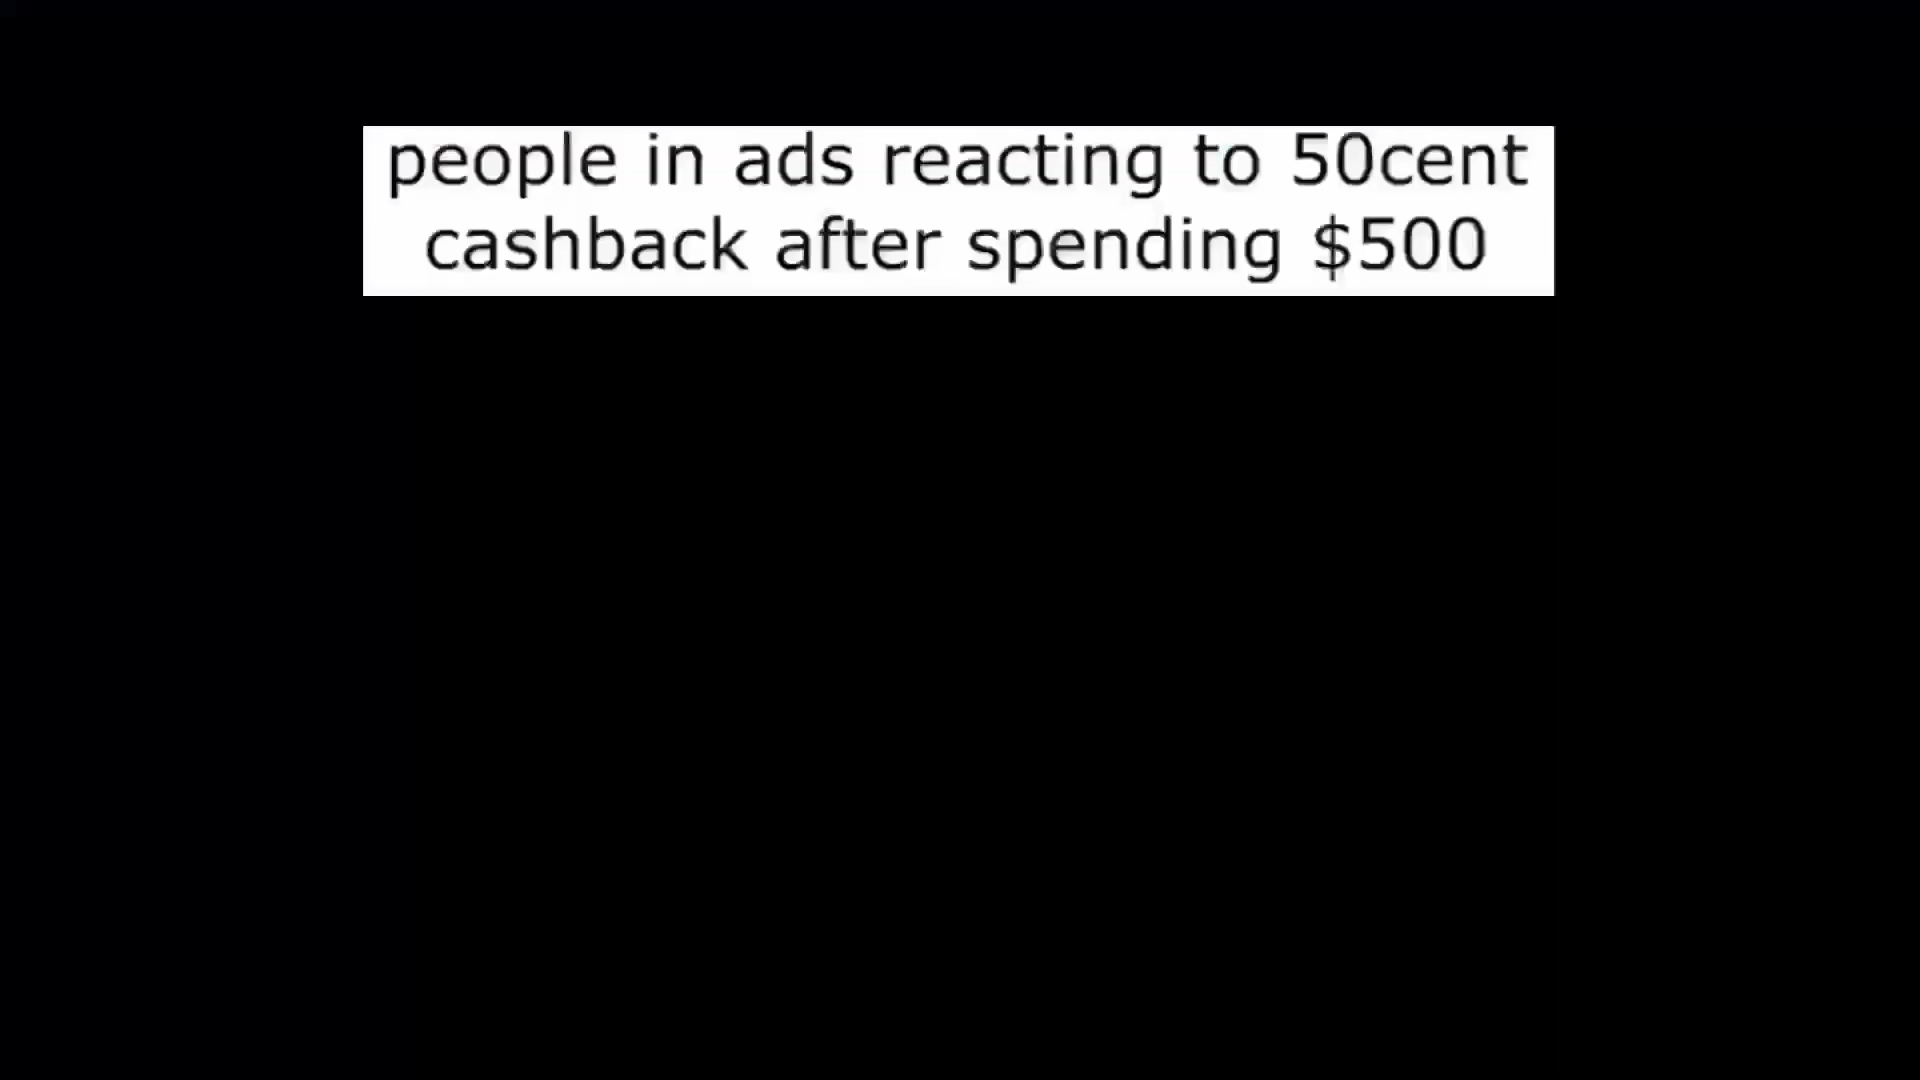 people in ads reacting to 50cent
cashback after spending $500